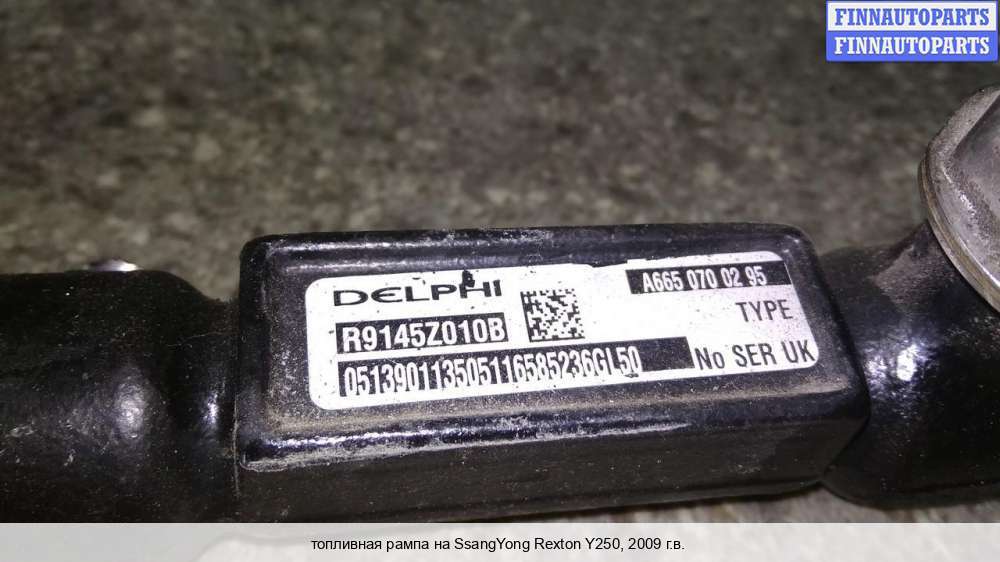 FINNAUTOPARTS
FINNAUTOPARTS
DELPHI
A665 070 02 95
R9145Z010B
TYPE
051390113505116585236GL50
No SER UK
топливная рампа на SsangYong Rexton Y250, 2009 г.в.